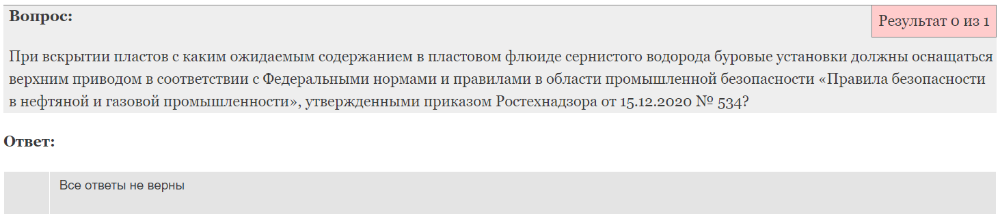 Вопрос:
Результат 0 из 1
При вскрытии пластов с каким ожидаемым содержанием в пластовом флюиде сернистого водорода буровые установки должны оснащаться
верхним приводом в соответствии с Федеральными нормами и правилами в области промышленной безопасности «Правила безопасности
в нефтяной и газовой промышленности», утвержденными приказом Ростехнадзора от 15.12.2020 № 534?
Ответ:
Все ответы не верны